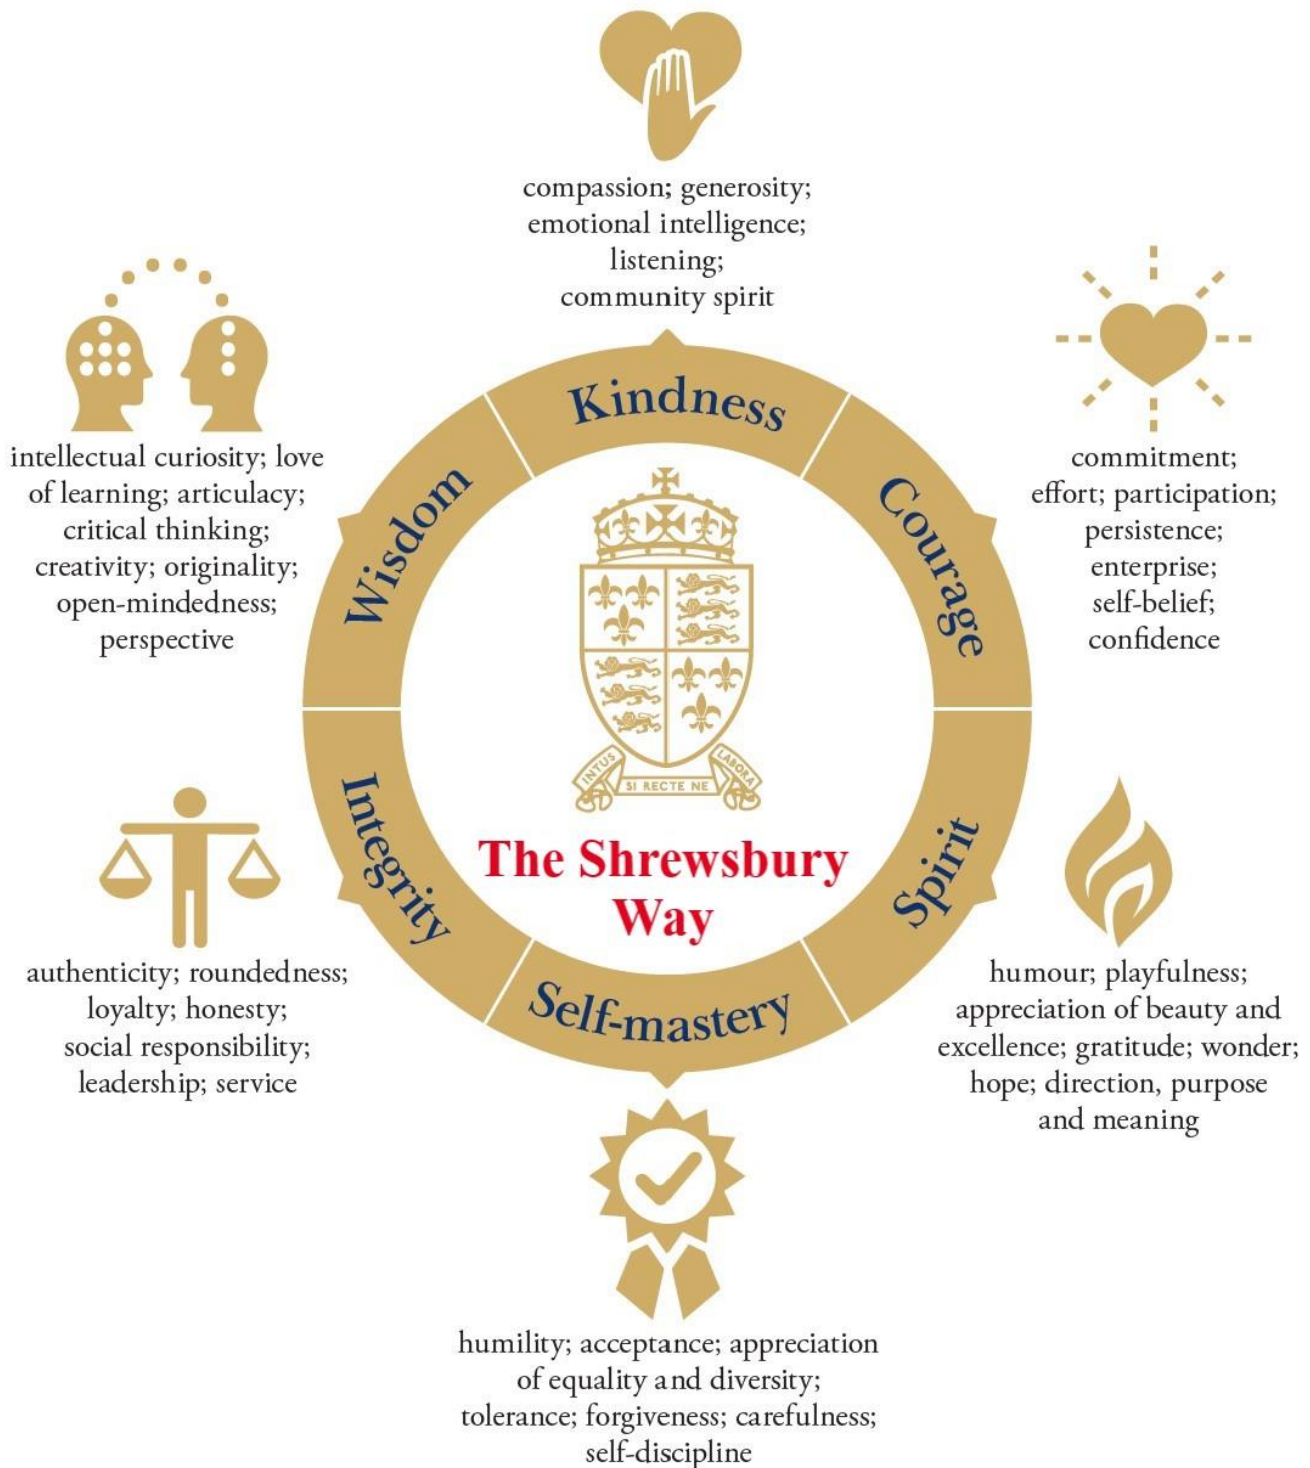 compassion; generosity;
emotional intelligence;
listening;
community spirit
Kindness
intellectual curiosity; love
of learning; articulacy;
critical thinking;
creativity; originality;
open-mindedness;
perspective
Wisdom
commitment;
effort; participation;
persistence;
enterprise;
self-belief;
confidence
Courage
INTUS
SI RECTE NE
LABORA
The Shrewsbury
Way
Integrity
authenticity; roundedness;
loyalty; honesty;
social responsibility;
leadership; service
Spirit
humour; playfulness;
appreciation of beauty and
excellence; gratitude; wonder;
hope; direction, purpose
and meaning
Self-mastery
humility; acceptance; appreciation
of equality and diversity;
tolerance; forgiveness; carefulness;
self-discipline